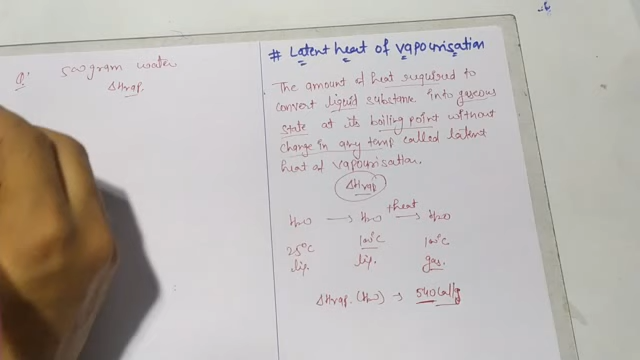 Q: 500 gram water
ΔHvap.
# Latent heat of vapourisation
The amount of heat required to
convert liquid substance into gaseous
state at its boiling point without
change in any temp called latent
heat of vapourisation.
ΔHvap
H2O → H2O +heat → H2O
25°C 100°C 100°C
liq. liq. gas.
ΔHvap. (H2O) → 540 Cal/g